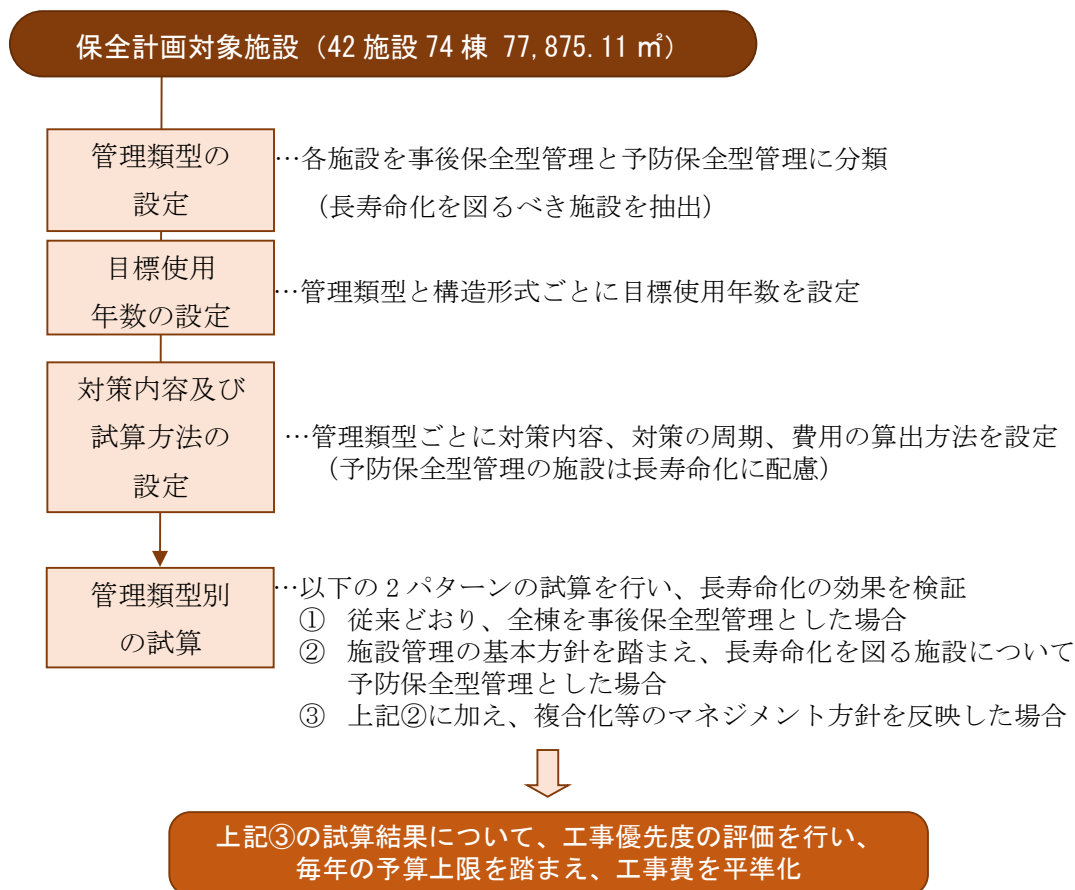 保全計画対象施設（42 施設 74 棟 77,875.11 ㎡）
管理類型の
設定
…各施設を事後保全型管理と予防保全型管理に分類
（長寿命化を図るべき施設を抽出）
目標使用
年数の設定
…管理類型と構造形式ごとに目標使用年数を設定
対策内容及び
試算方法の
設定
…管理類型ごとに対策内容、対策の周期、費用の算出方法を設定
（予防保全型管理の施設は長寿命化に配慮）
管理類型別
の試算
…以下の 2 パターンの試算を行い、長寿命化の効果を検証
① 従来どおり、全棟を事後保全型管理とした場合
② 施設管理の基本方針を踏まえ、長寿命化を図る施設について
予防保全型管理とした場合
③ 上記②に加え、複合化等のマネジメント方針を反映した場合
上記③の試算結果について、工事優先度の評価を行い、
毎年の予算上限を踏まえ、工事費を平準化